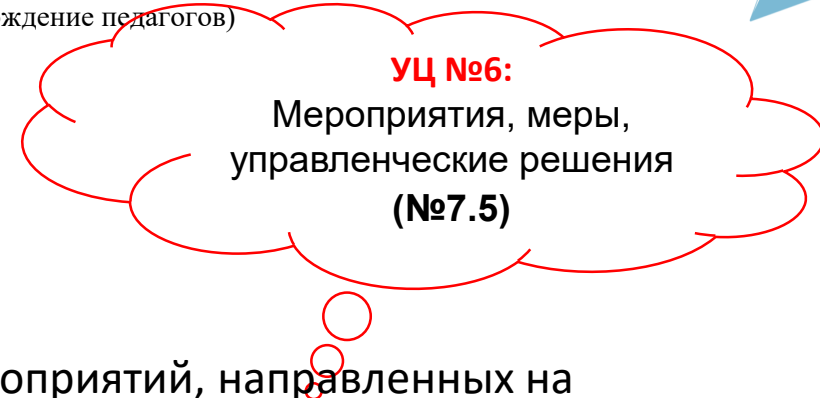 ждение педагогов)
УЦ №6:
Мероприятия, меры,
управленческие решения
(№7.5)
оприятий, направленных на